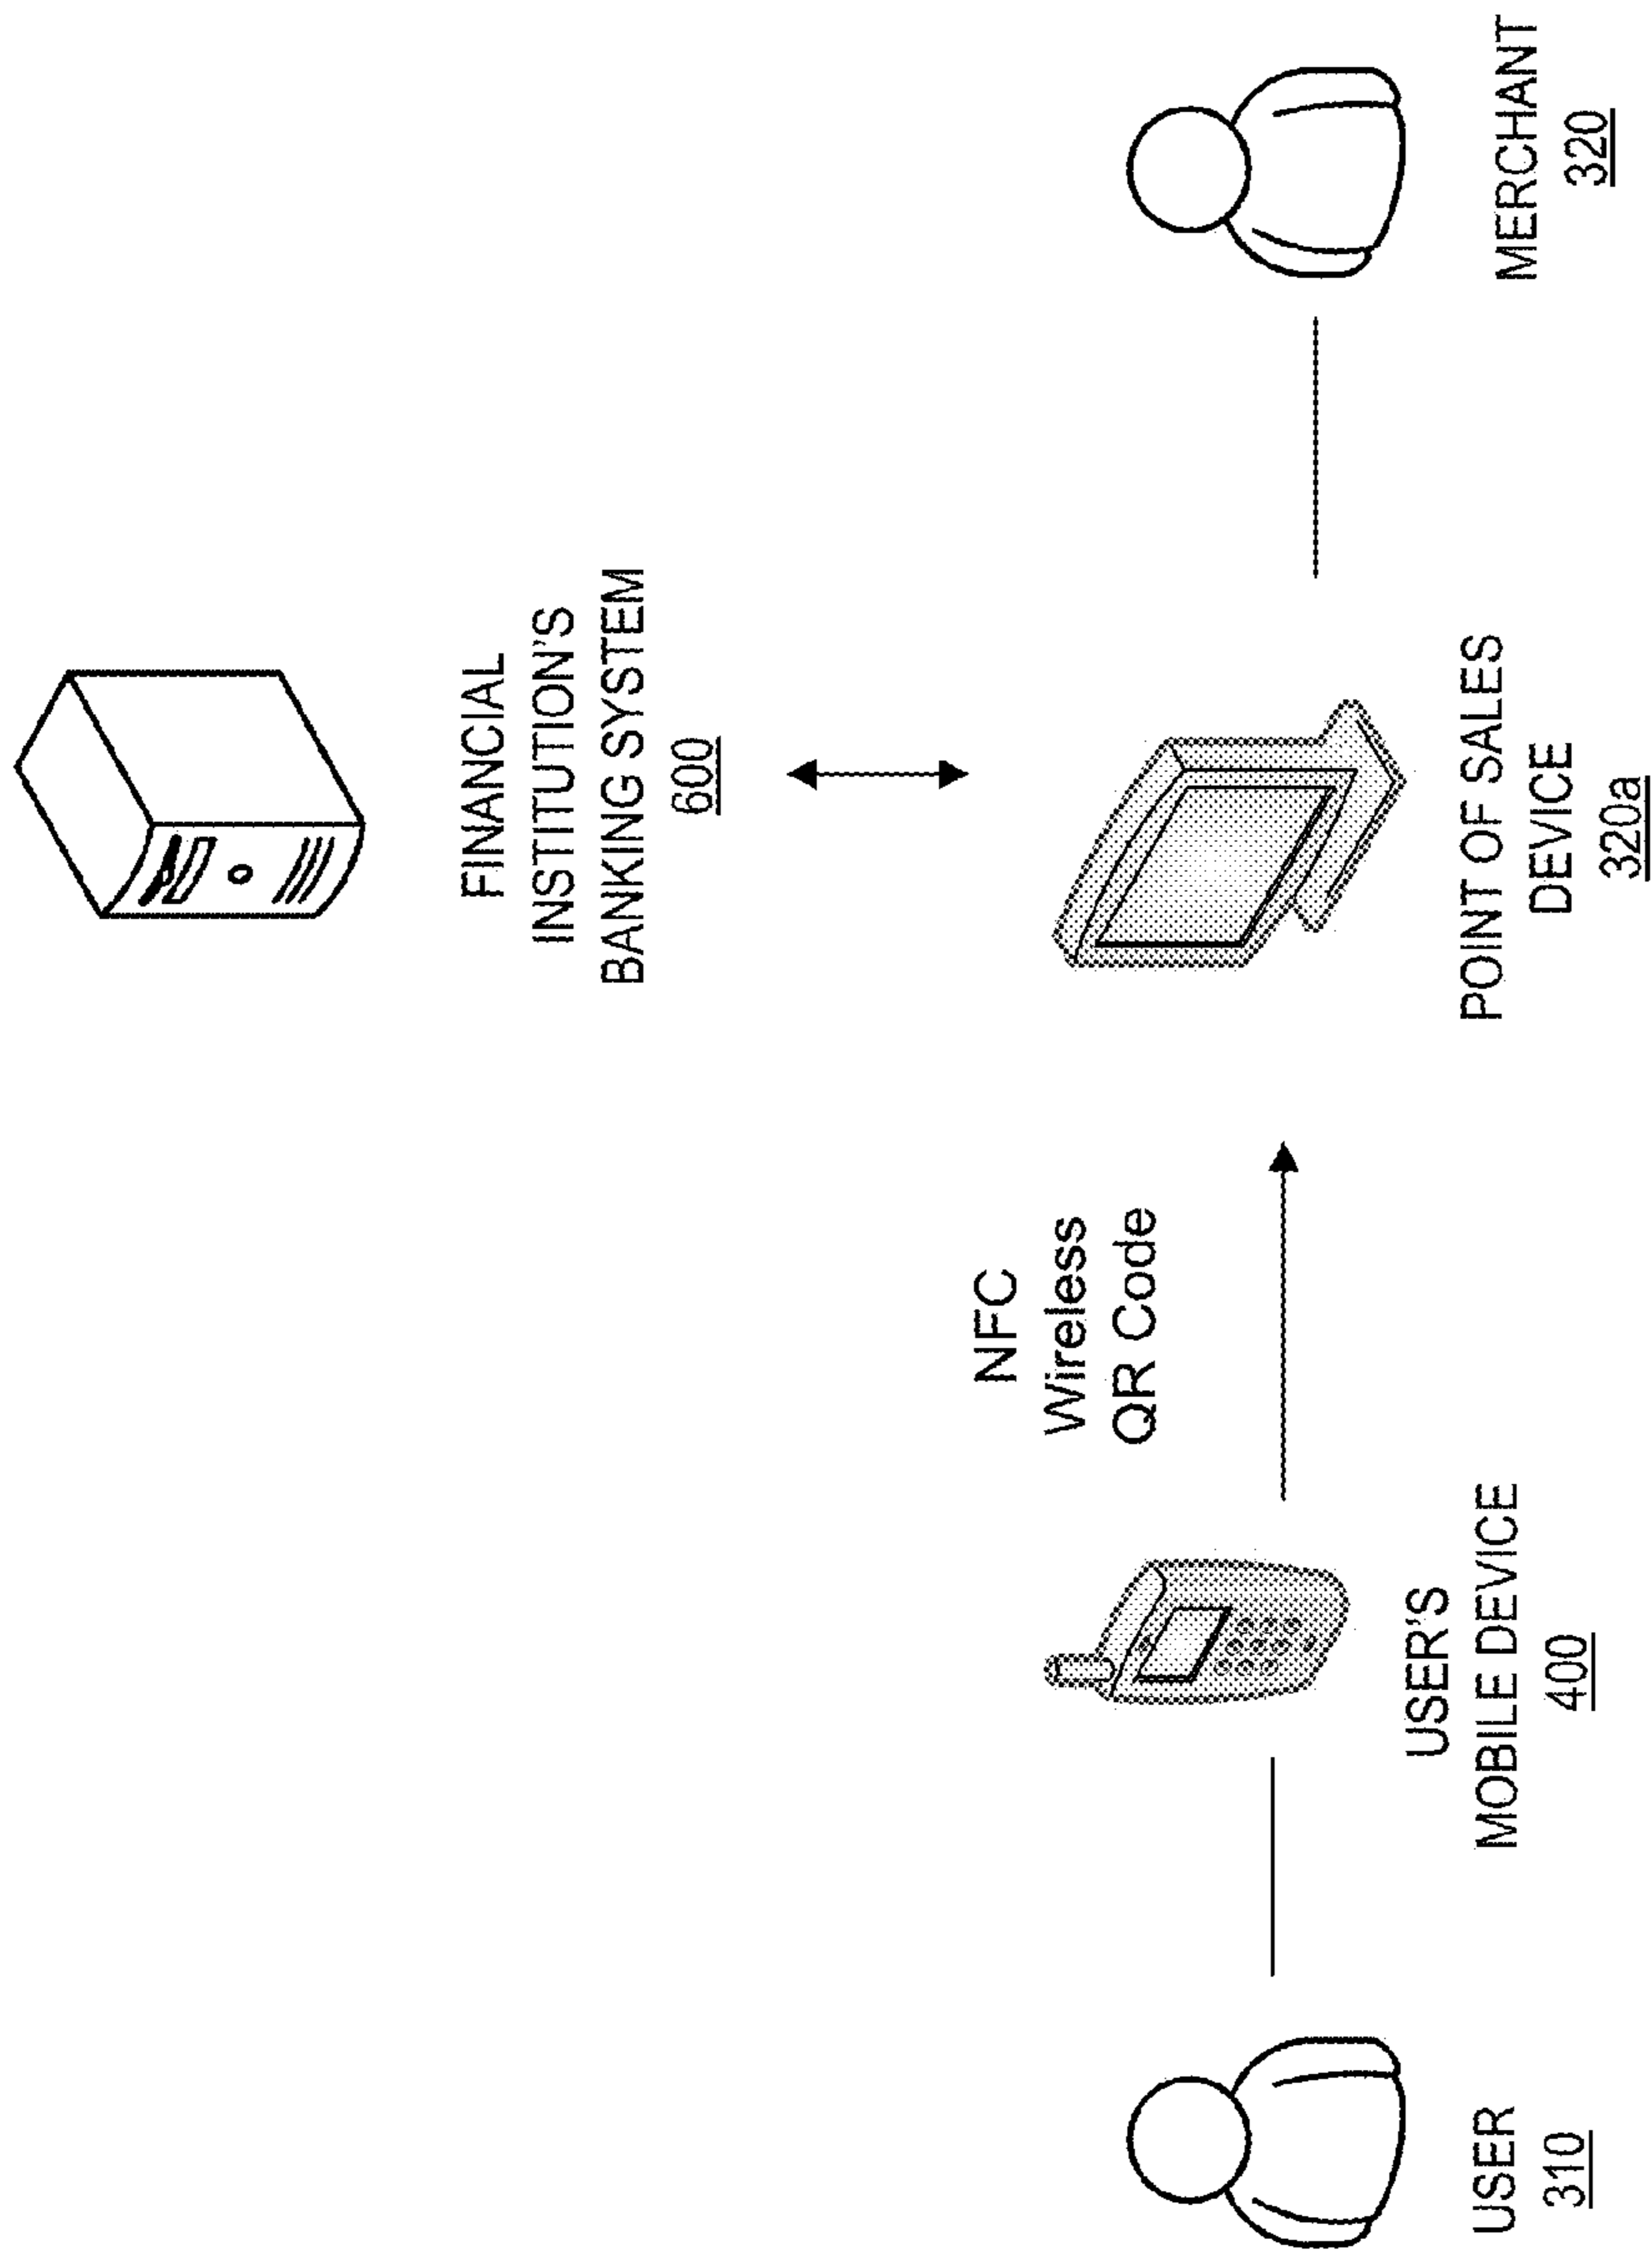 FINANCIAL
INSTITUTION'S
BANKING SYSTEM
600
NFC
Wireless
QR Code
USER
310
USER'S
MOBILE DEVICE
400
POINT OF SALES
DEVICE
320a
MERCHANT
320